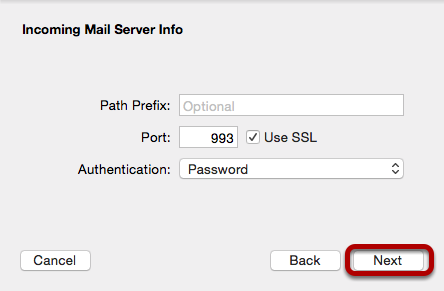 Incoming Mail Server Info
Path Prefix: Optional
Port: 993 Use SSL
Authentication: Password
Cancel Back Next